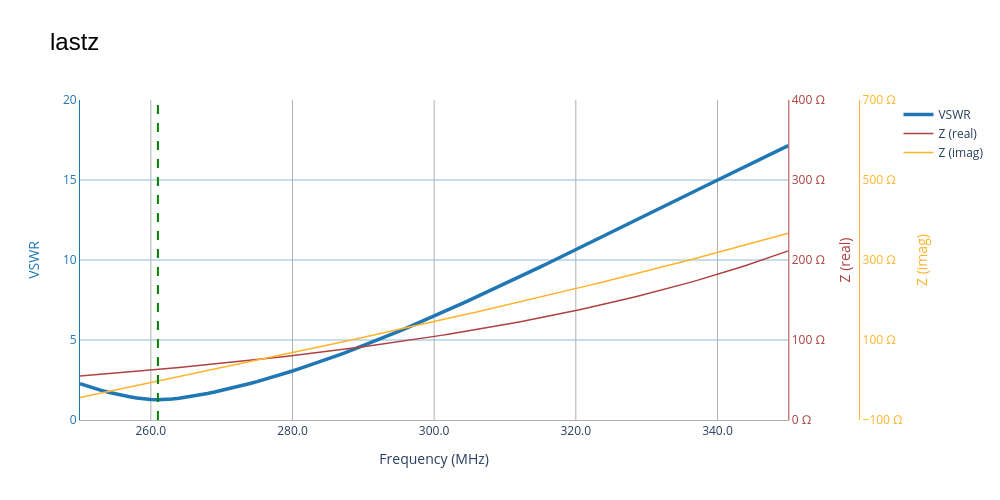 lastz
VSWR
20
15
10
5
0
260.0
280.0
300.0
320.0
340.0
Frequency (MHz)
400 Ω
300 Ω
200 Ω
100 Ω
0 Ω
Z (real)
700 Ω
500 Ω
300 Ω
100 Ω
−100 Ω
Z (imag)
VSWR
Z (real)
Z (imag)